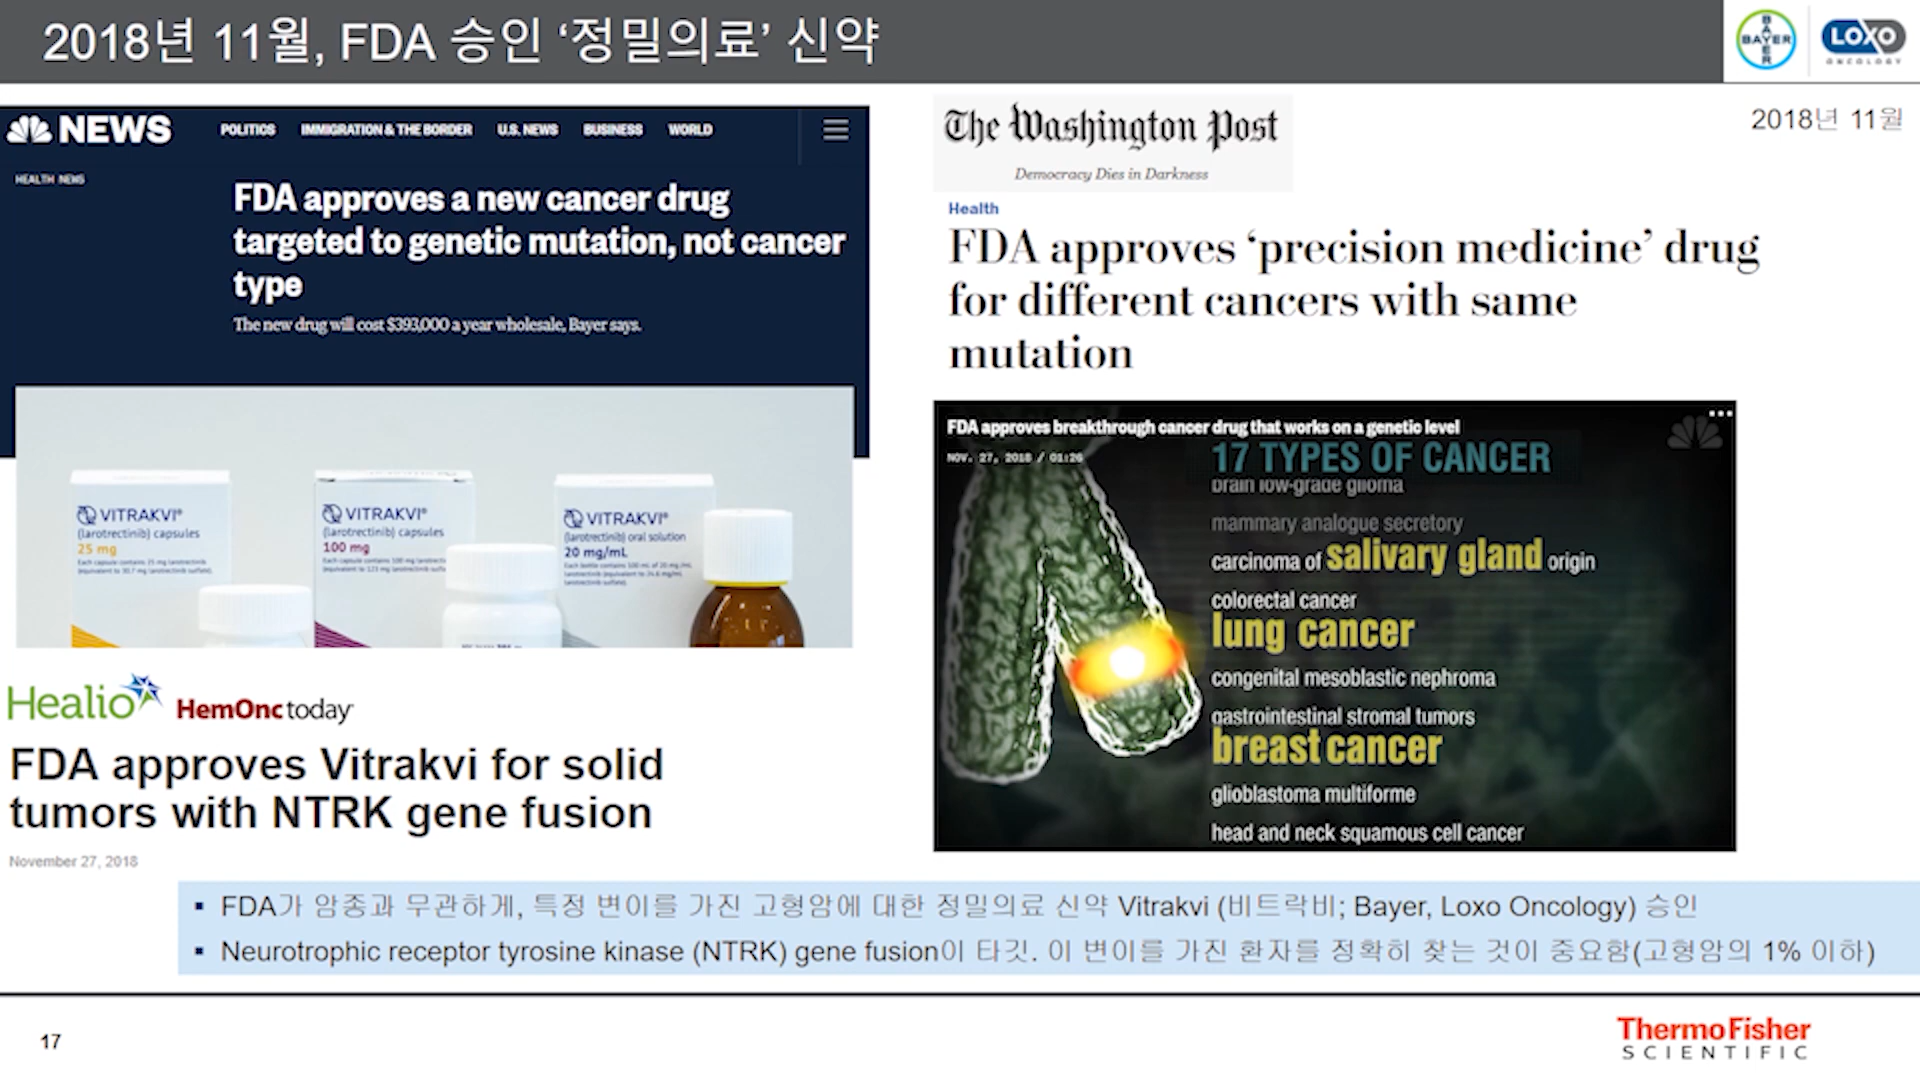 2018년 11월, FDA 승인 ‘정밀의료’ 신약
BAYER
BAYER
LOXO
ONCOLOGY
NEWS
POLITICS IMMIGRATION & THE BORDER U.S. NEWS BUSINESS WORLD
HEALTH NEWS
FDA approves a new cancer drug
targeted to genetic mutation, not cancer
type
The new drug will cost $393,000 a year wholesale, Bayer says.
VITRAKVI®
(larotrectinib) capsules
25 mg
VITRAKVI®
(larotrectinib) capsules
100 mg
VITRAKVI®
(larotrectinib) oral solution
20 mg/mL
Healio HemOnc today
FDA approves Vitrakvi for solid
tumors with NTRK gene fusion
November 27, 2018
The Washington Post
Democracy Dies in Darkness
2018년 11월
Health
FDA approves ‘precision medicine’ drug
for different cancers with same
mutation
FDA approves breakthrough cancer drug that works on a genetic level
NOV. 27, 2018 / 01:26
17 TYPES OF CANCER
brain low-grade glioma
mammary analogue secretory
carcinoma of salivary gland origin
colorectal cancer
lung cancer
congenital mesoblastic nephroma
gastrointestinal stromal tumors
breast cancer
glioblastoma multiforme
head and neck squamous cell cancer
▪ FDA가 암종과 무관하게, 특정 변이를 가진 고형암에 대한 정밀의료 신약 Vitrakvi (비트락비; Bayer, Loxo Oncology) 승인
▪ Neurotrophic receptor tyrosine kinase (NTRK) gene fusion이 타깃. 이 변이를 가진 환자를 정확히 찾는 것이 중요함(고형암의 1% 이하)
17
ThermoFisher
SCIENTIFIC